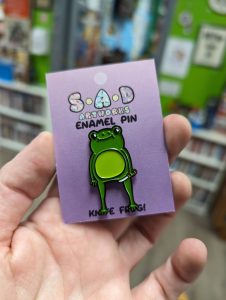 S.A.D
ARTWORKS
ENAMEL PIN
KNIFE FROG!